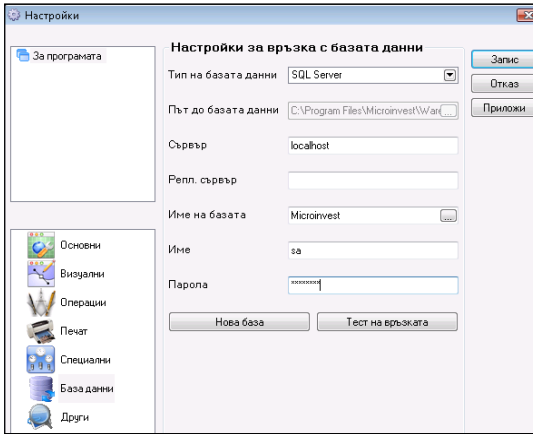 Настройки
За програмата
Настройки за връзка с базата данни
Тип на базата данни SQL Server
Път до базата данни C:\Program Files\Microinvest\War ...
Сървър localhost
Репл. сървър
Име на базата Microinvest ...
Име sa
Парола ********
Нова база Тест на връзката
Запис
Отказ
Приложи
Основни
Визуални
Операции
Печат
Специални
База данни
Други